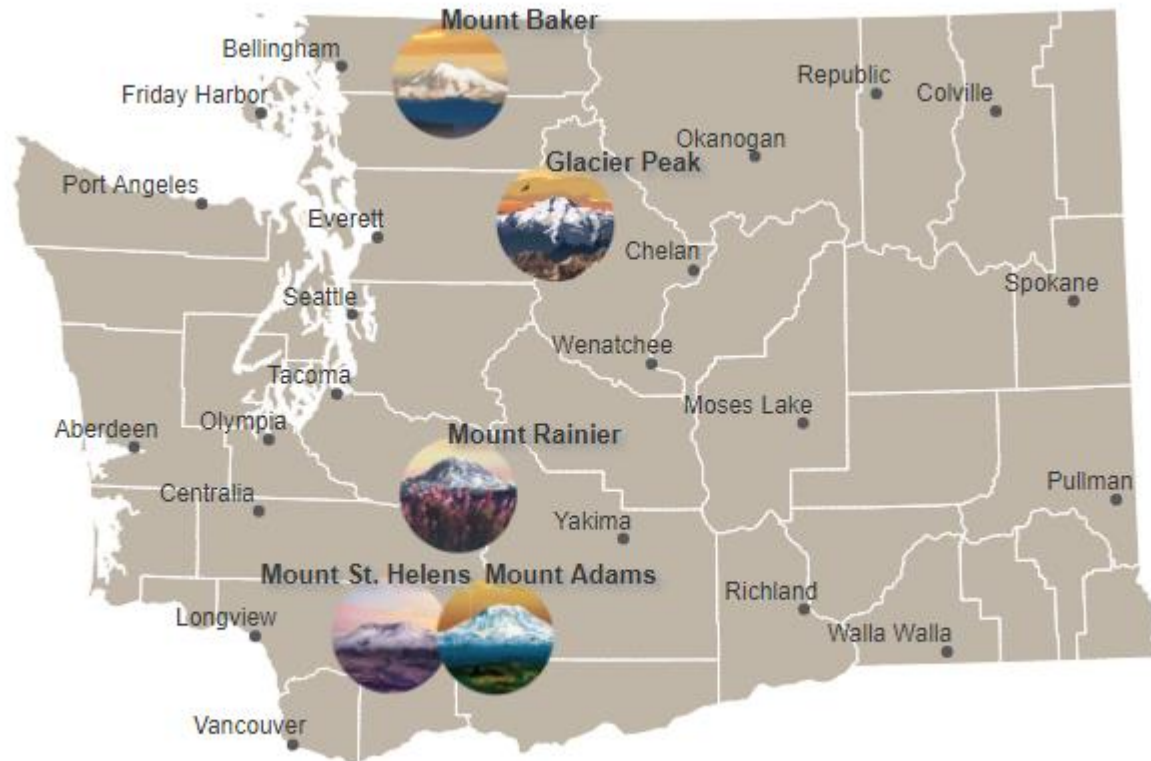 Mount Baker
Bellingham
Republic
Friday Harbor
Colville
Okanogan
Glacier Peak
Port Angeles
Everett
Chelan
Spokane
Seattle
Wenatchee
Tacoma
Moses Lake
Olympia
Aberdeen
Mount Rainier
Pullman
Centralia
Yakima
Mount St. Helens Mount Adams
Richland
Longview
Walla Walla
Vancouver